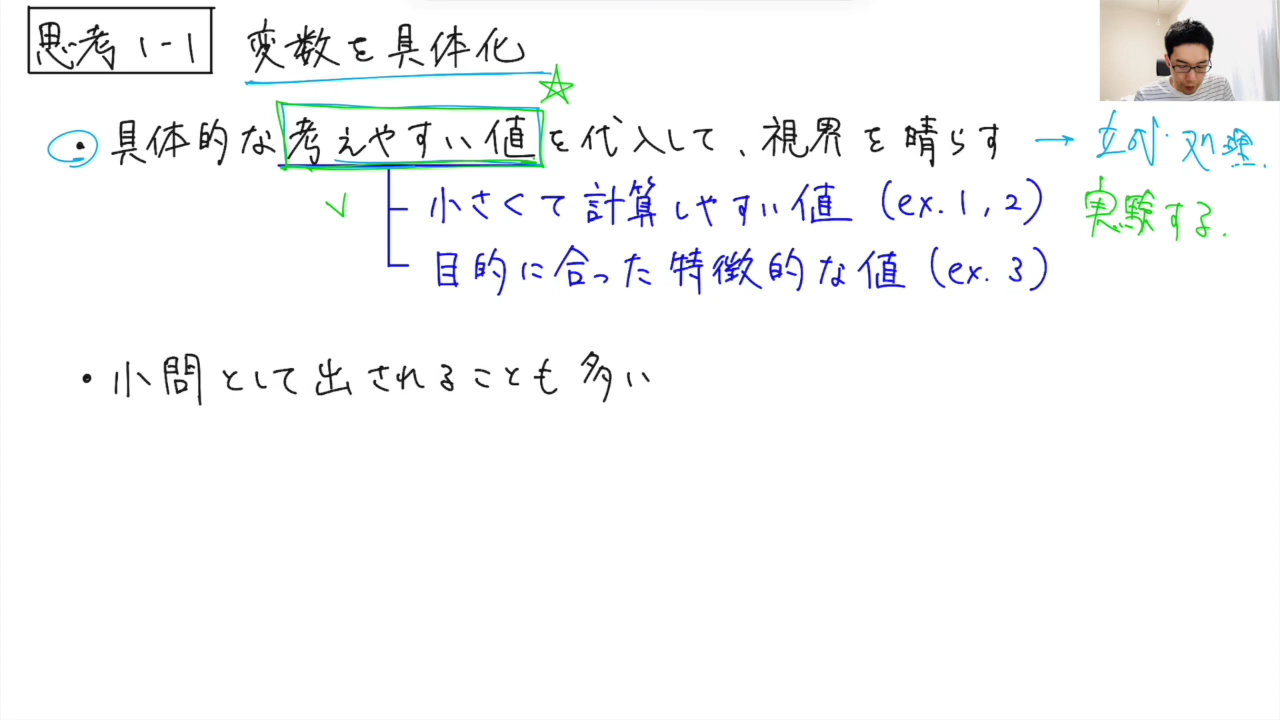 思考1-1 変数を具体化
・具体的な考えやすい値を代入して、視界を晴らす → 立式・処理.
実験する.
小さくて計算しやすい値 (ex. 1, 2)
目的に合った特徴的な値 (ex. 3)
・小問として出されることも多い